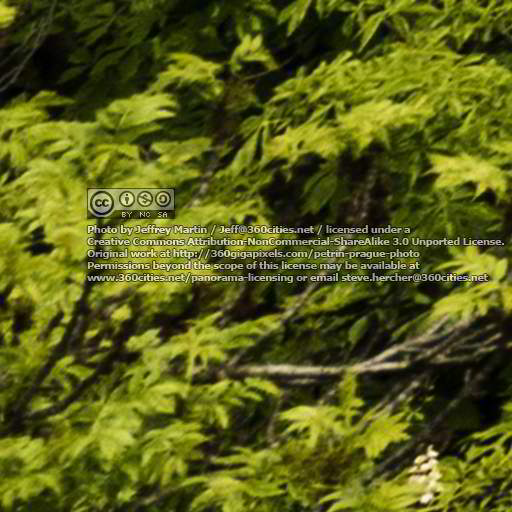 cc
BY NC SA
Photo by Jeffrey Martin / Jeff@360cities.net / licensed under a
Creative Commons Attribution-NonCommercial-ShareAlike 3.0 Unported License.
Original work at http://360gigapixels.com/petrin-prague-photo
Permissions beyond the scope of this license may be available at
www.360cities.net/panorama-licensing or email steve.hercher@360cities.net